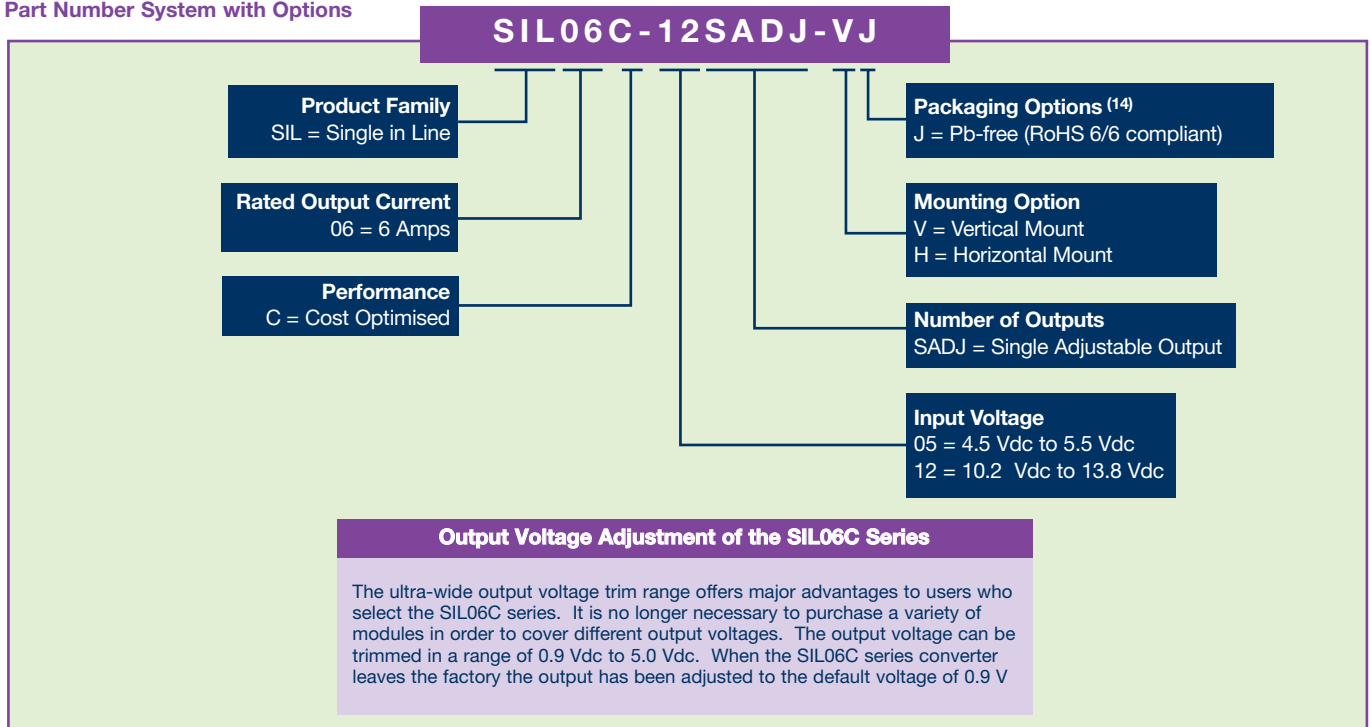 Part Number System with Options
SIL06C-12SADJ-VJ
Product Family
SIL = Single in Line
Rated Output Current
06 = 6 Amps
Performance
C = Cost Optimised
Packaging Options (14)
J = Pb-free (RoHS 6/6 compliant)
Mounting Option
V = Vertical Mount
H = Horizontal Mount
Number of Outputs
SADJ = Single Adjustable Output
Input Voltage
05 = 4.5 Vdc to 5.5 Vdc
12 = 10.2 Vdc to 13.8 Vdc
Output Voltage Adjustment of the SIL06C Series
The ultra-wide output voltage trim range offers major advantages to users who
select the SIL06C series. It is no longer necessary to purchase a variety of
modules in order to cover different output voltages. The output voltage can be
trimmed in a range of 0.9 Vdc to 5.0 Vdc. When the SIL06C series converter
leaves the factory the output has been adjusted to the default voltage of 0.9 V